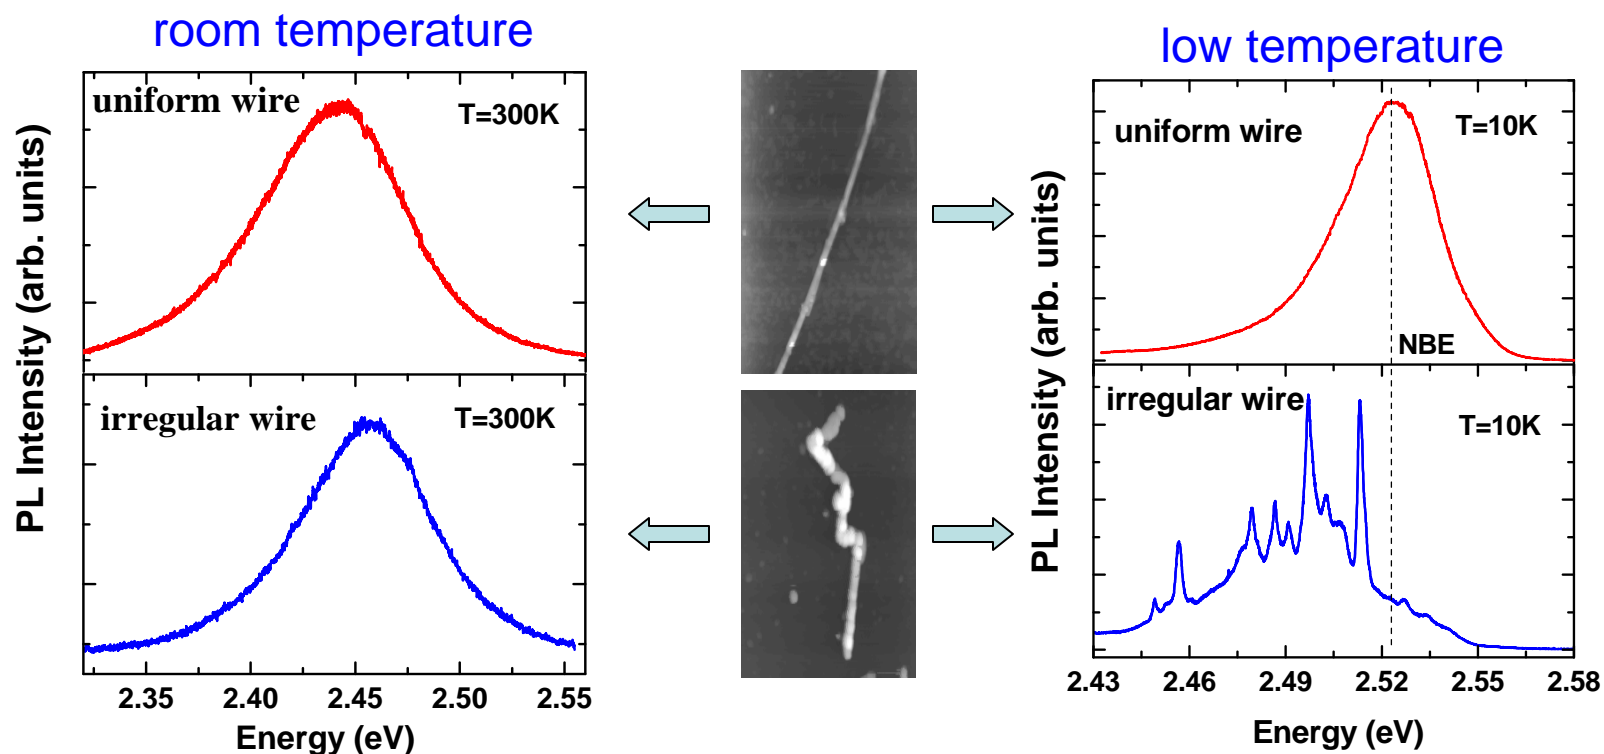 room temperature
low temperature
PL Intensity (arb. units)
uniform wire
T=300K
irregular wire
T=300K
2.35
2.40
2.45
2.50
2.55
Energy (eV)
PL Intensity (arb. units)
uniform wire
T=10K
NBE
irregular wire
T=10K
2.43
2.46
2.49
2.52
2.55
2.58
Energy (eV)